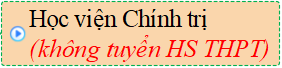 Học viện Chính trị
(không tuyển HS THPT)